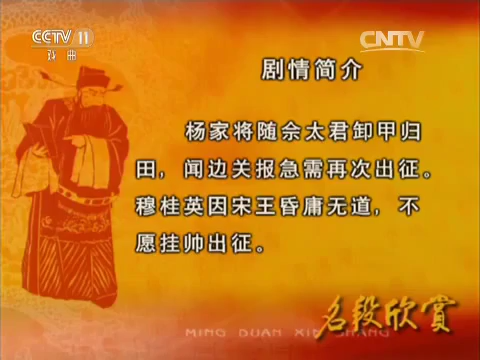 CCTV 11
戏曲
CNTV
剧情简介
杨家将随佘太君卸甲归
田，闻边关报急需再次出征。
穆桂英因宋王昏庸无道，不
愿挂帅出征。
名段欣赏
MING DUAN XIN SHANG